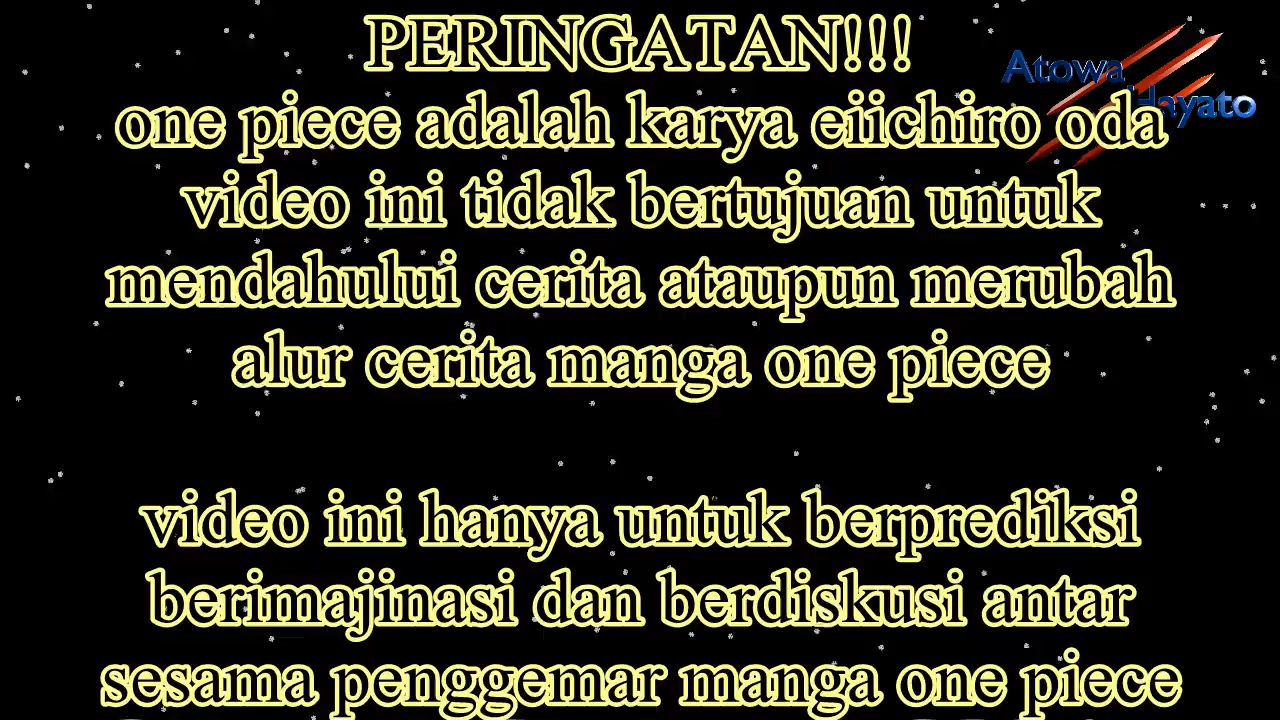 PERINGATAN!!!
Atowa
Hayato
one piece adalah karya eiichiro oda
video ini tidak bertujuan untuk
mendahului cerita ataupun merubah
alur cerita manga one piece
video ini hanya untuk berprediksi
berimajinasi dan berdiskusi antar
sesama penggemar manga one piece